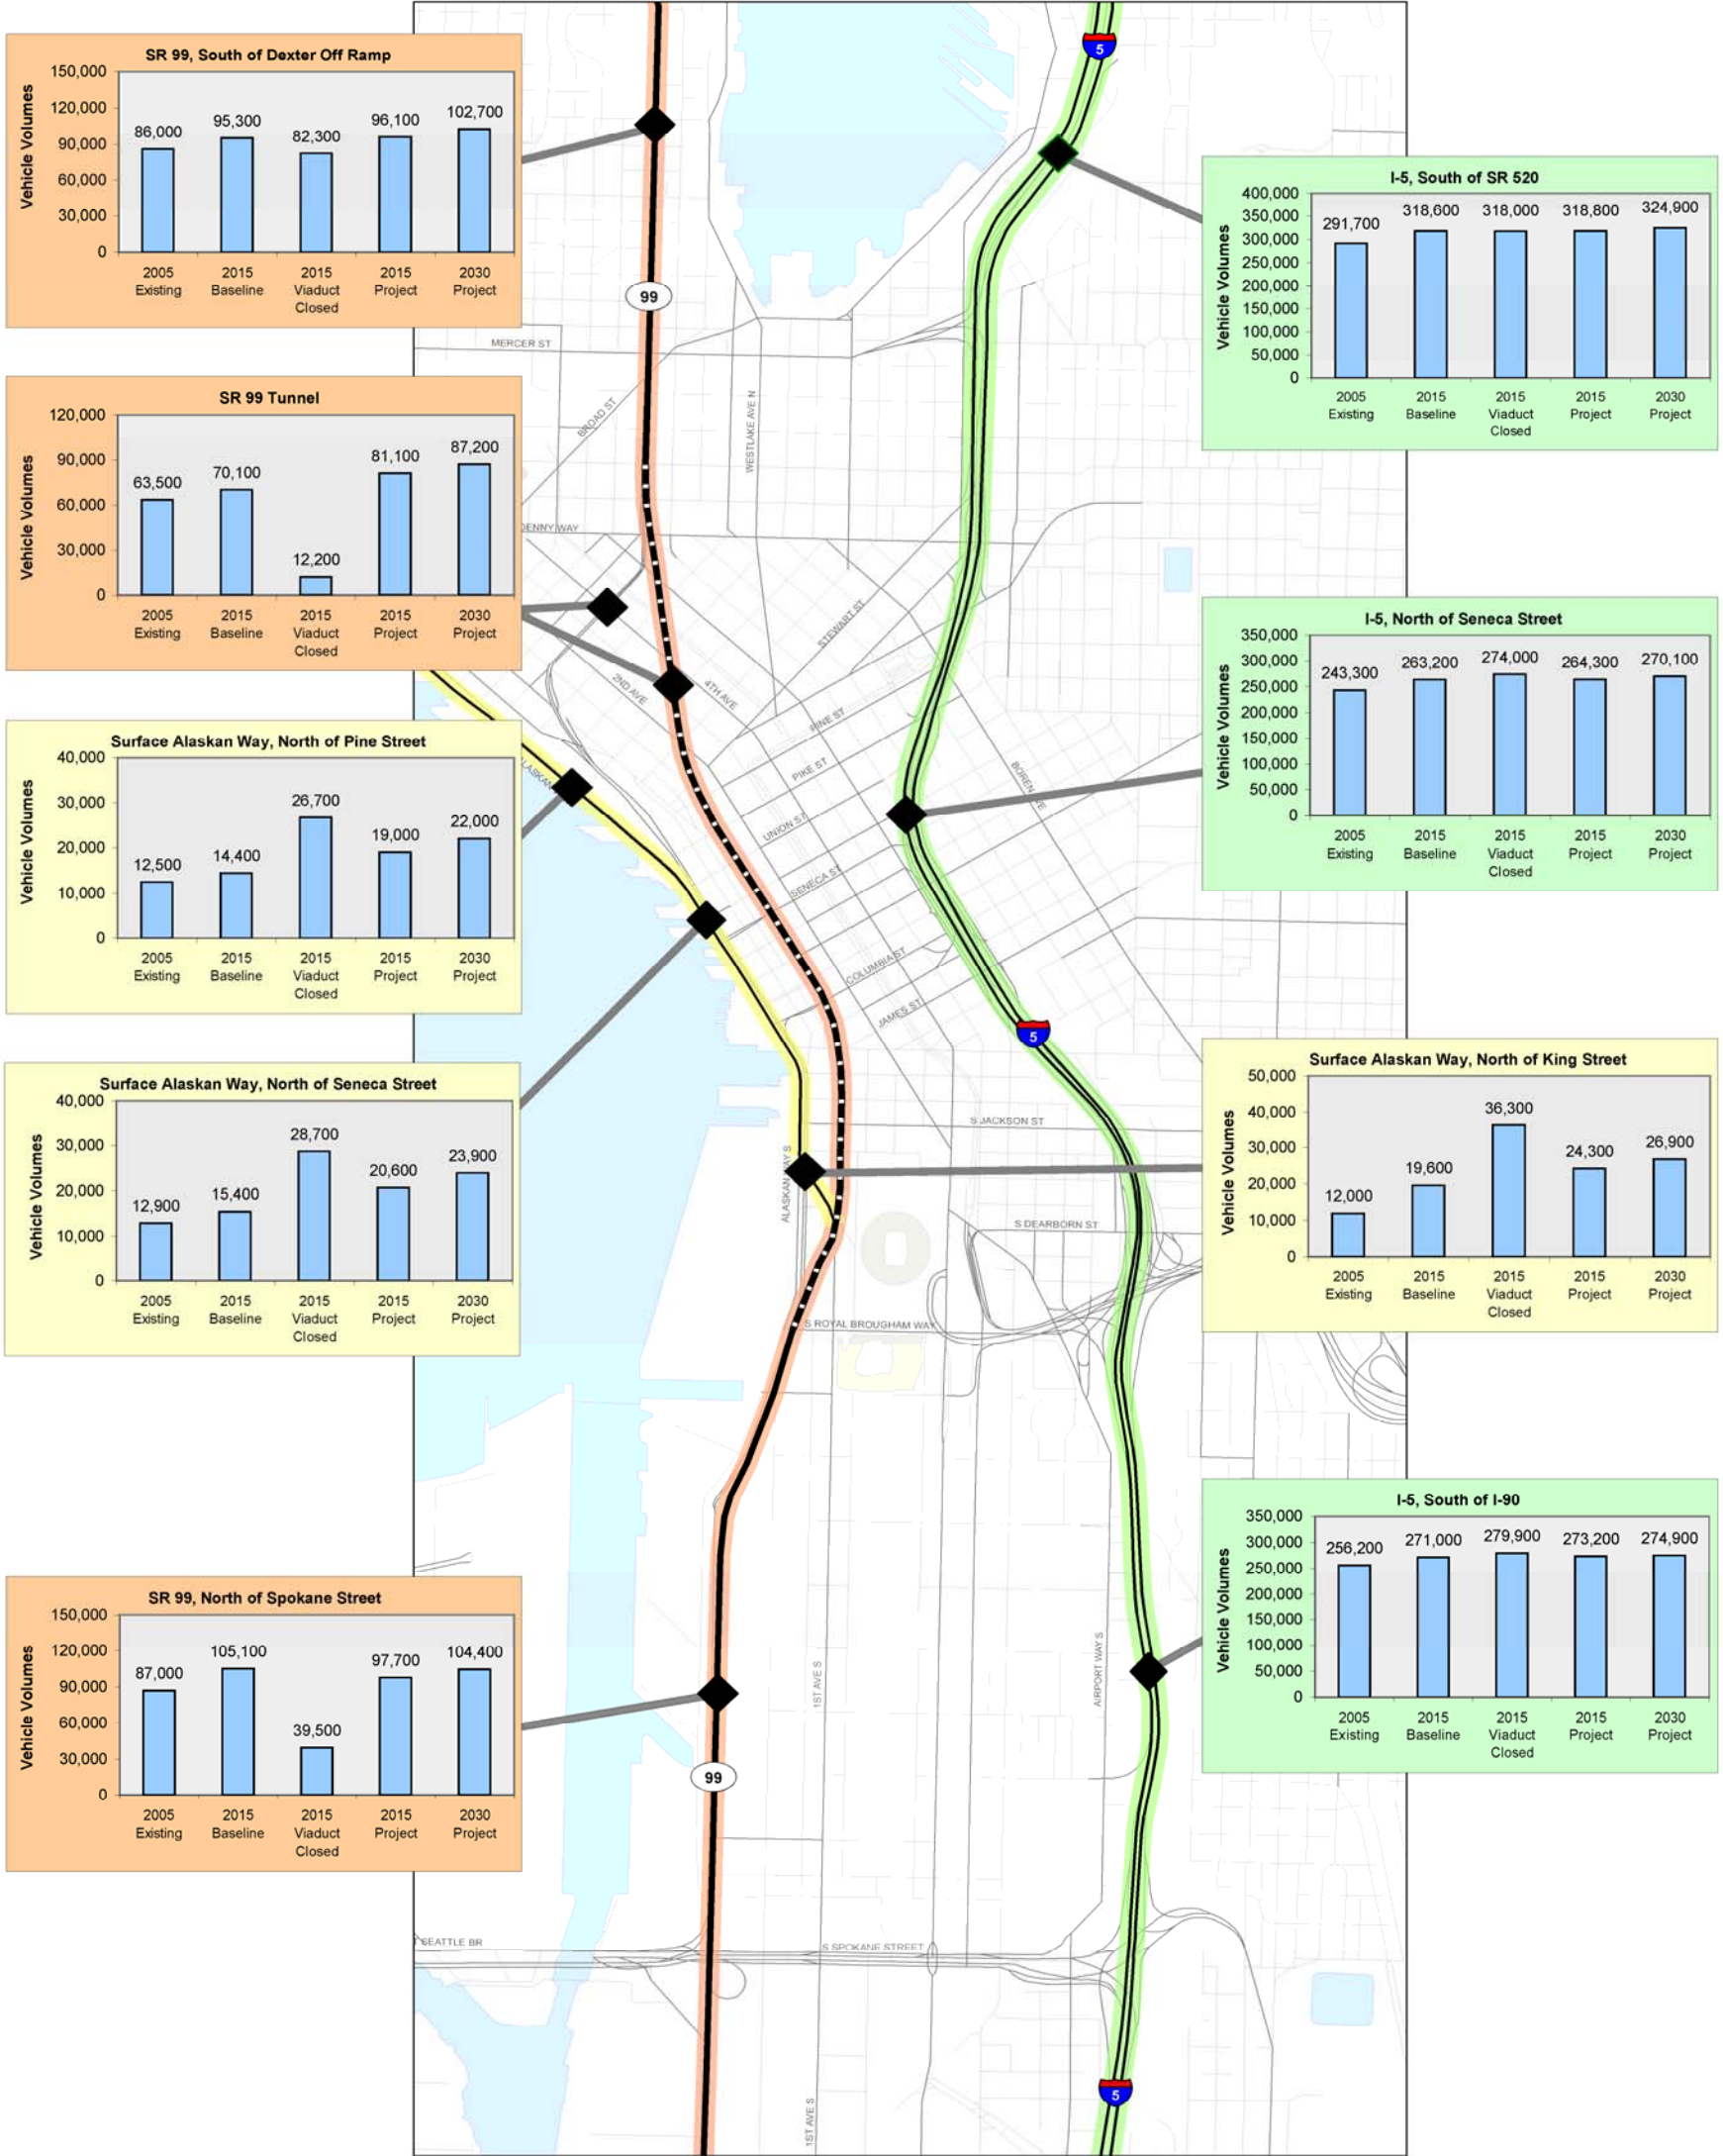 SR 99, South of Dexter Off Ramp
Vehicle Volumes
150,000
120,000
90,000
60,000
30,000
0
86,000
95,300
82,300
96,100
102,700
2005 Existing
2015 Baseline
2015 Viaduct Closed
2015 Project
2030 Project
SR 99 Tunnel
Vehicle Volumes
120,000
90,000
60,000
30,000
0
63,500
70,100
12,200
81,100
87,200
2005 Existing
2015 Baseline
2015 Viaduct Closed
2015 Project
2030 Project
Surface Alaskan Way, North of Pine Street
Vehicle Volumes
40,000
30,000
20,000
10,000
0
12,500
14,400
26,700
19,000
22,000
2005 Existing
2015 Baseline
2015 Viaduct Closed
2015 Project
2030 Project
Surface Alaskan Way, North of Seneca Street
Vehicle Volumes
40,000
30,000
20,000
10,000
0
12,900
15,400
28,700
20,600
23,900
2005 Existing
2015 Baseline
2015 Viaduct Closed
2015 Project
2030 Project
SR 99, North of Spokane Street
Vehicle Volumes
150,000
120,000
90,000
60,000
30,000
0
87,000
105,100
39,500
97,700
104,400
2005 Existing
2015 Baseline
2015 Viaduct Closed
2015 Project
2030 Project
5
99
MERCER ST
BROAD ST
WESTLAKE AVE N
DENNY WAY
STEWART ST
2ND AVE
4TH AVE
PINE ST
PIKE ST
BOREN AVE
ALASKAN
UNION ST
SENECA ST
COLUMBIA ST
JAMES ST
5
S JACKSON ST
ALASKAN WAY S
S DEARBORN ST
S ROYAL BROUGHAM WAY
1ST AVE S
AIRPORT WAY S
99
T SEATTLE BR
S SPOKANE STREET
5
1ST AVE S
I-5, South of SR 520
Vehicle Volumes
400,000
350,000
300,000
250,000
200,000
150,000
100,000
50,000
0
291,700
318,600
318,000
318,800
324,900
2005 Existing
2015 Baseline
2015 Viaduct Closed
2015 Project
2030 Project
I-5, North of Seneca Street
Vehicle Volumes
350,000
300,000
250,000
200,000
150,000
100,000
50,000
0
243,300
263,200
274,000
264,300
270,100
2005 Existing
2015 Baseline
2015 Viaduct Closed
2015 Project
2030 Project
Surface Alaskan Way, North of King Street
Vehicle Volumes
50,000
40,000
30,000
20,000
10,000
0
12,000
19,600
36,300
24,300
26,900
2005 Existing
2015 Baseline
2015 Viaduct Closed
2015 Project
2030 Project
I-5, South of I-90
Vehicle Volumes
350,000
300,000
250,000
200,000
150,000
100,000
50,000
0
256,200
271,000
279,900
273,200
274,900
2005 Existing
2015 Baseline
2015 Viaduct Closed
2015 Project
2030 Project